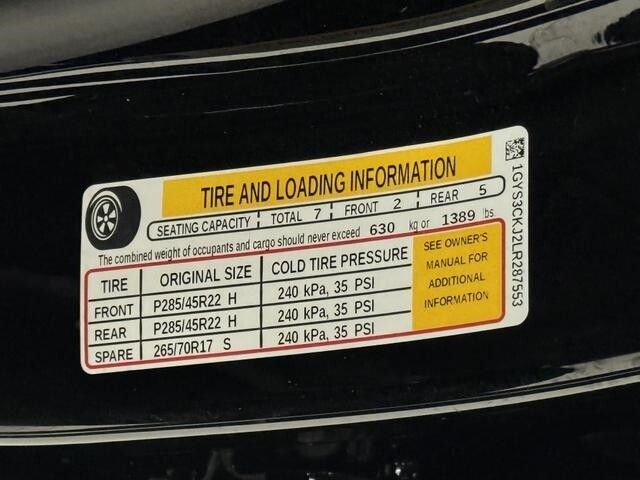 TIRE AND LOADING INFORMATION
SEATING CAPACITY TOTAL 7 FRONT 2 REAR 5
The combined weight of occupants and cargo should never exceed 630 kg or 1389 lbs
TIRE ORIGINAL SIZE COLD TIRE PRESSURE
FRONT P285/45R22 H 240 kPa, 35 PSI
REAR P285/45R22 H 240 kPa, 35 PSI
SPARE 265/70R17 S 240 kPa, 35 PSI
SEE OWNER'S
MANUAL FOR
ADDITIONAL
INFORMATION
1GYS3CKJ2LR287553